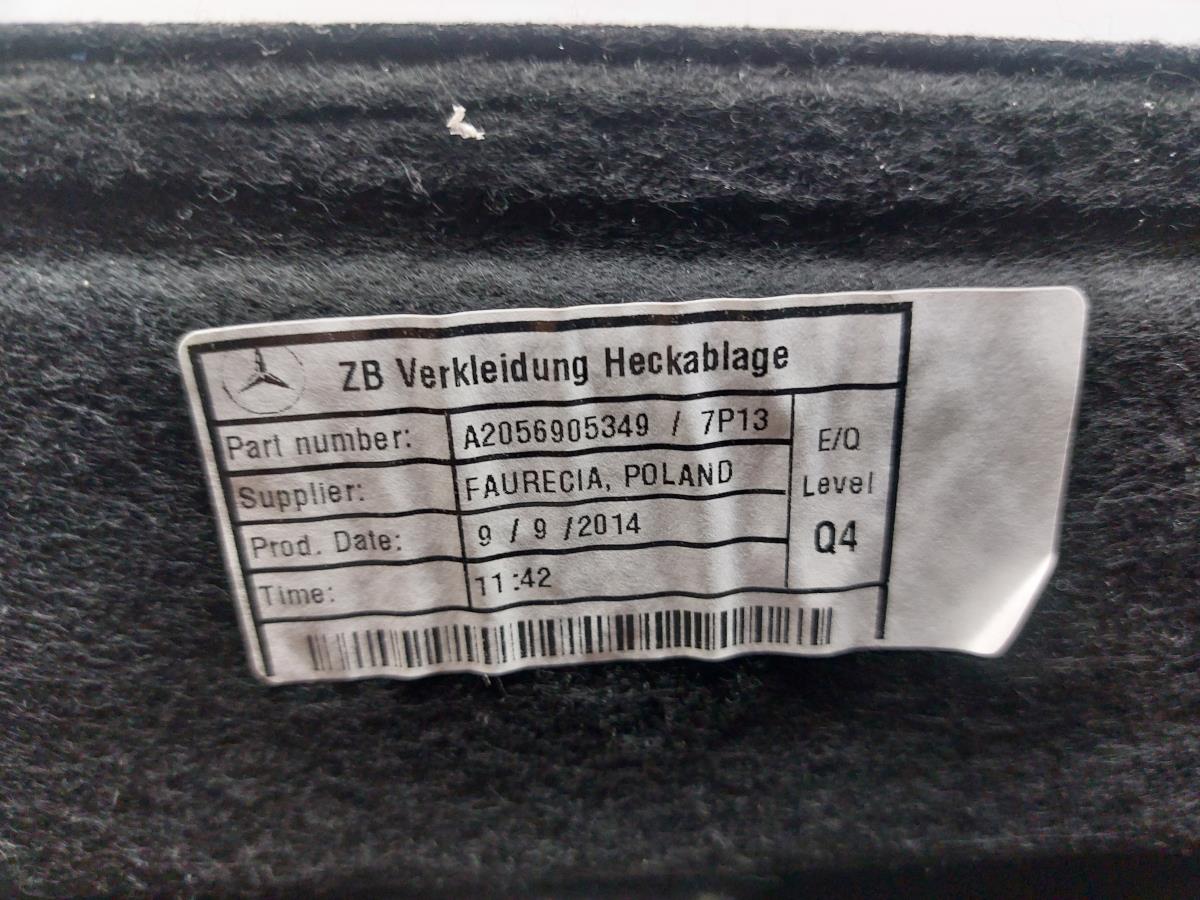 ZB Verkleidung Heckablage
Part number: A2056905349 / 7P13
Supplier: FAURECIA, POLAND
Prod. Date: 9 / 9 /2014
Time: 11:42
E/Q
Level
Q4